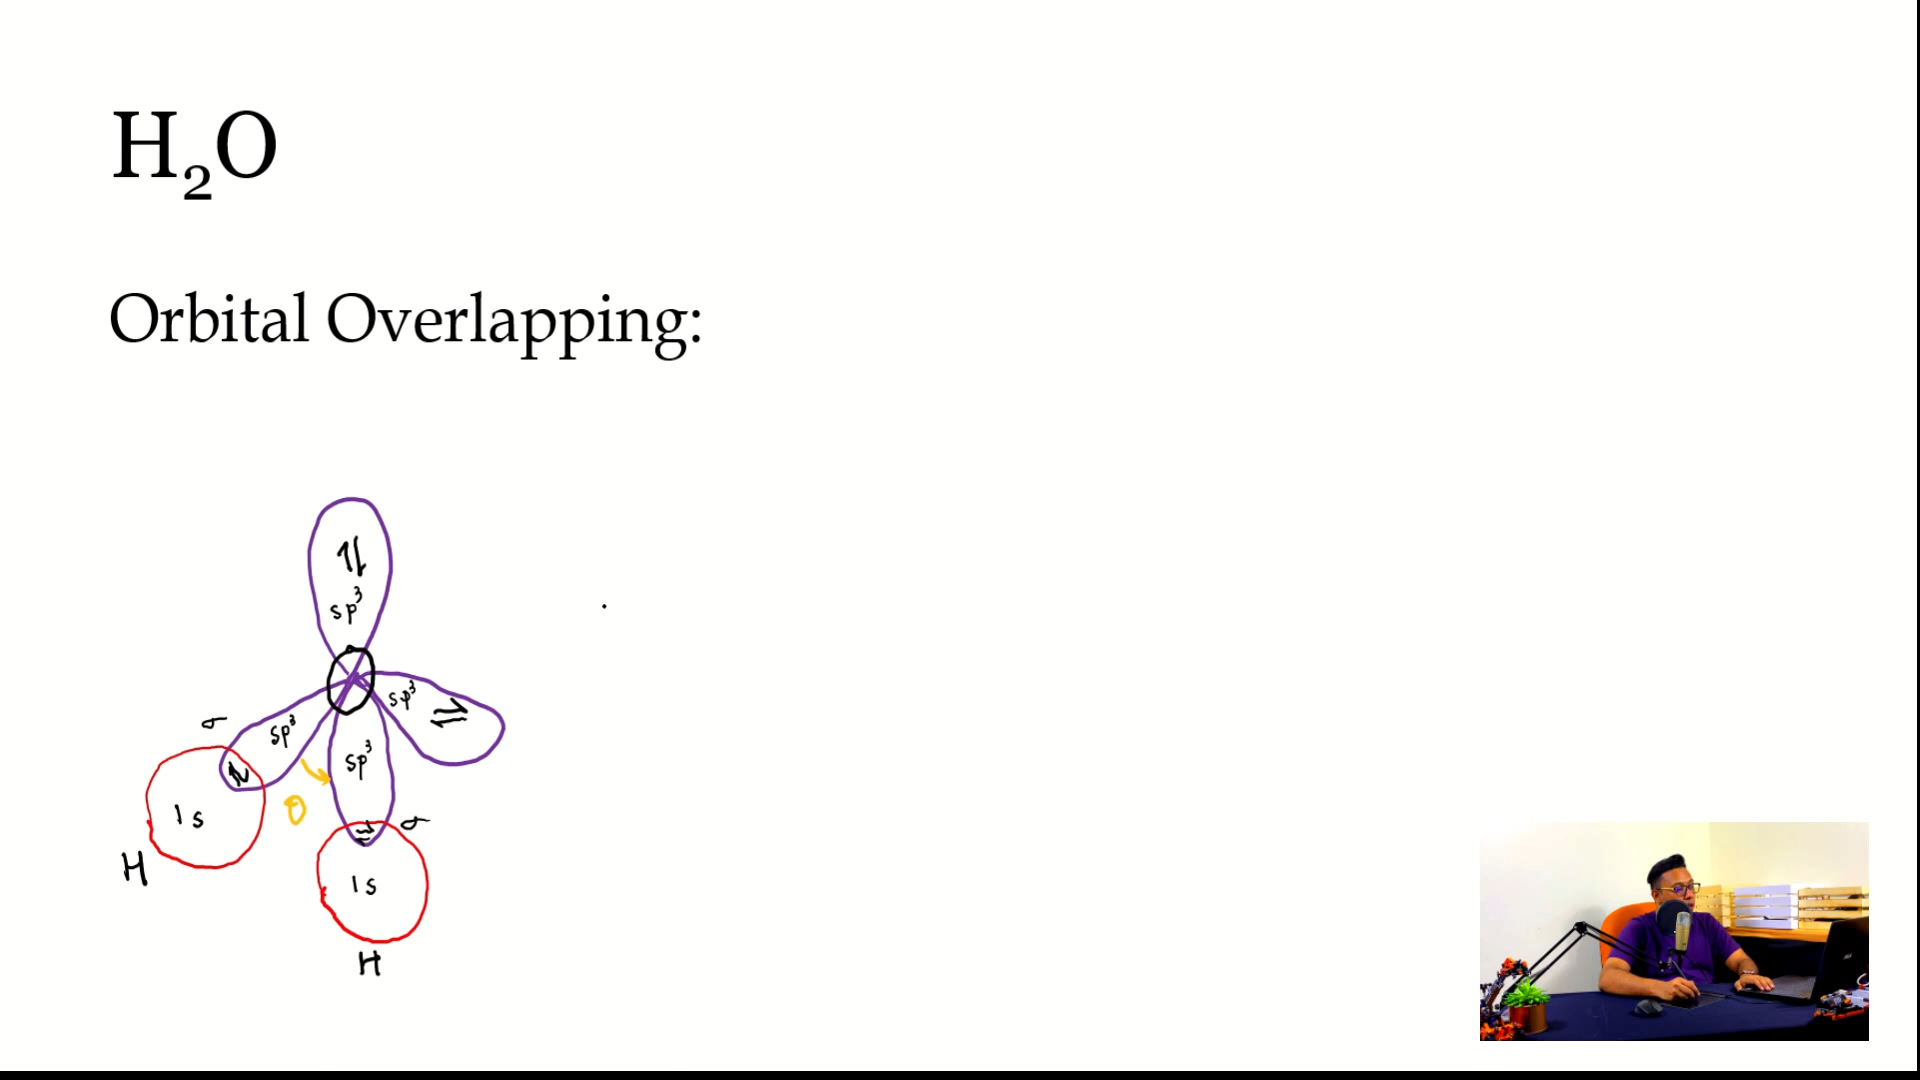 H₂O
Orbital Overlapping:
sp³
sp³
σ
sp³
sp³
1s
θ
σ
H
1s
H